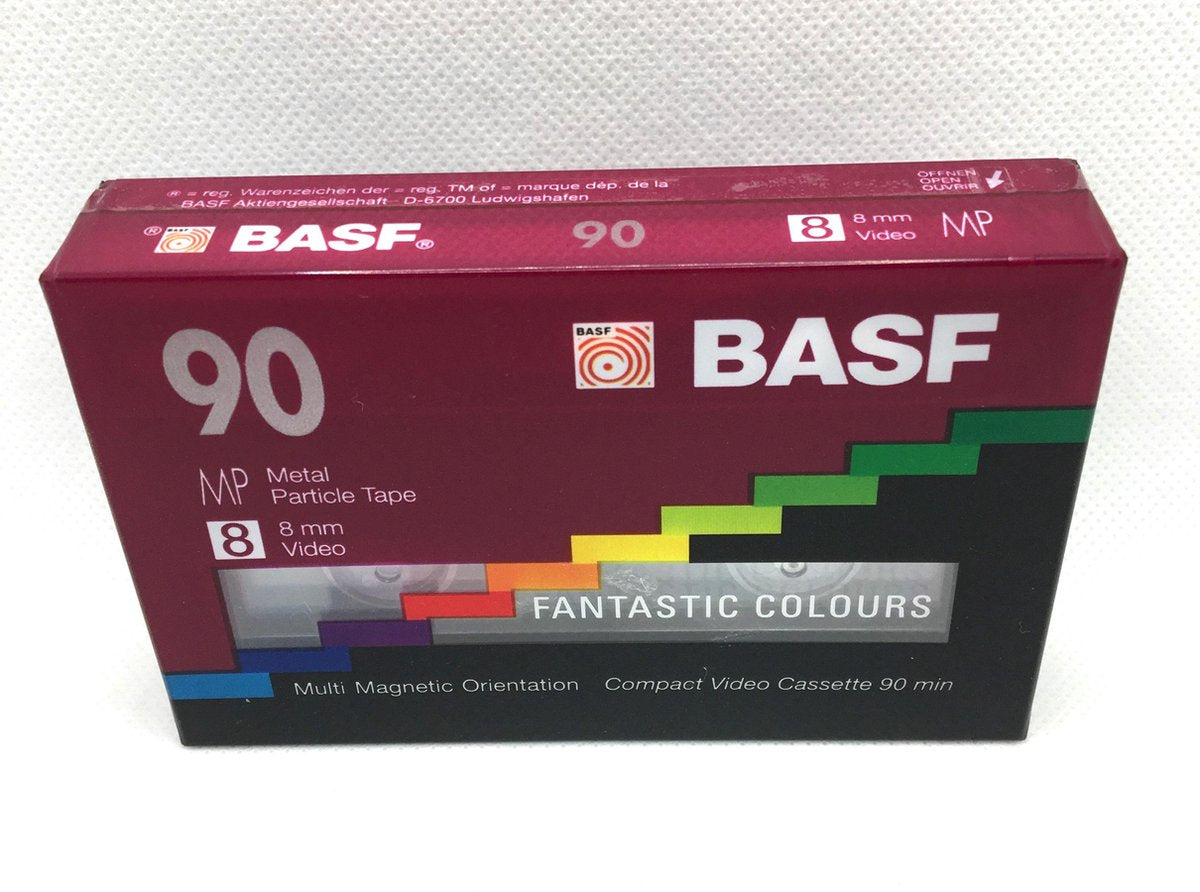 ® = reg. Warenzeichen der = reg. TM of = marque dép. de la
BASF Aktiengesellschaft D-6700 Ludwigshafen
ÖFFNEN
OPEN
OUVRIR
® BASF® 90 8 8 mm
Video MP
90
BASF
BASF
MP Metal
Particle Tape
8 8 mm
Video
FANTASTIC COLOURS
Multi Magnetic Orientation Compact Video Cassette 90 min